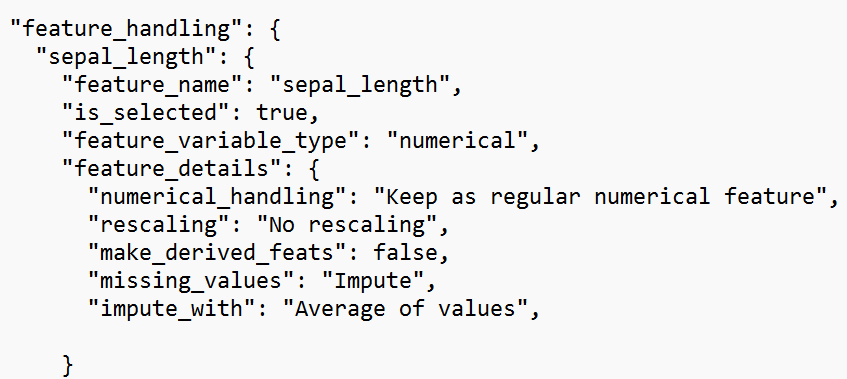 "feature_handling": {
"sepal_length": {
"feature_name": "sepal_length",
"is_selected": true,
"feature_variable_type": "numerical",
"feature_details": {
"numerical_handling": "Keep as regular numerical feature",
"rescaling": "No rescaling",
"make_derived_feats": false,
"missing_values": "Impute",
"impute_with": "Average of values",
}